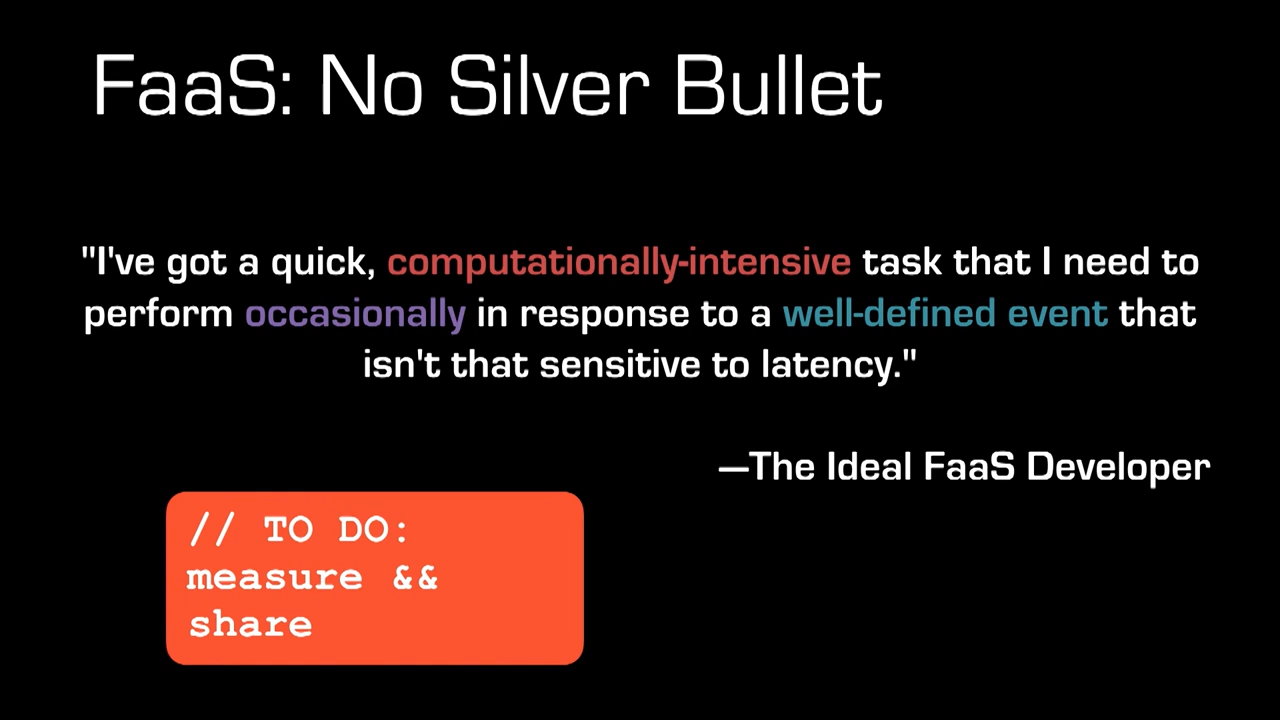 FaaS: No Silver Bullet
"I've got a quick, computationally-intensive task that I need to
perform occasionally in response to a well-defined event that
isn't that sensitive to latency."
—The Ideal FaaS Developer
// TO DO:
measure &&
share